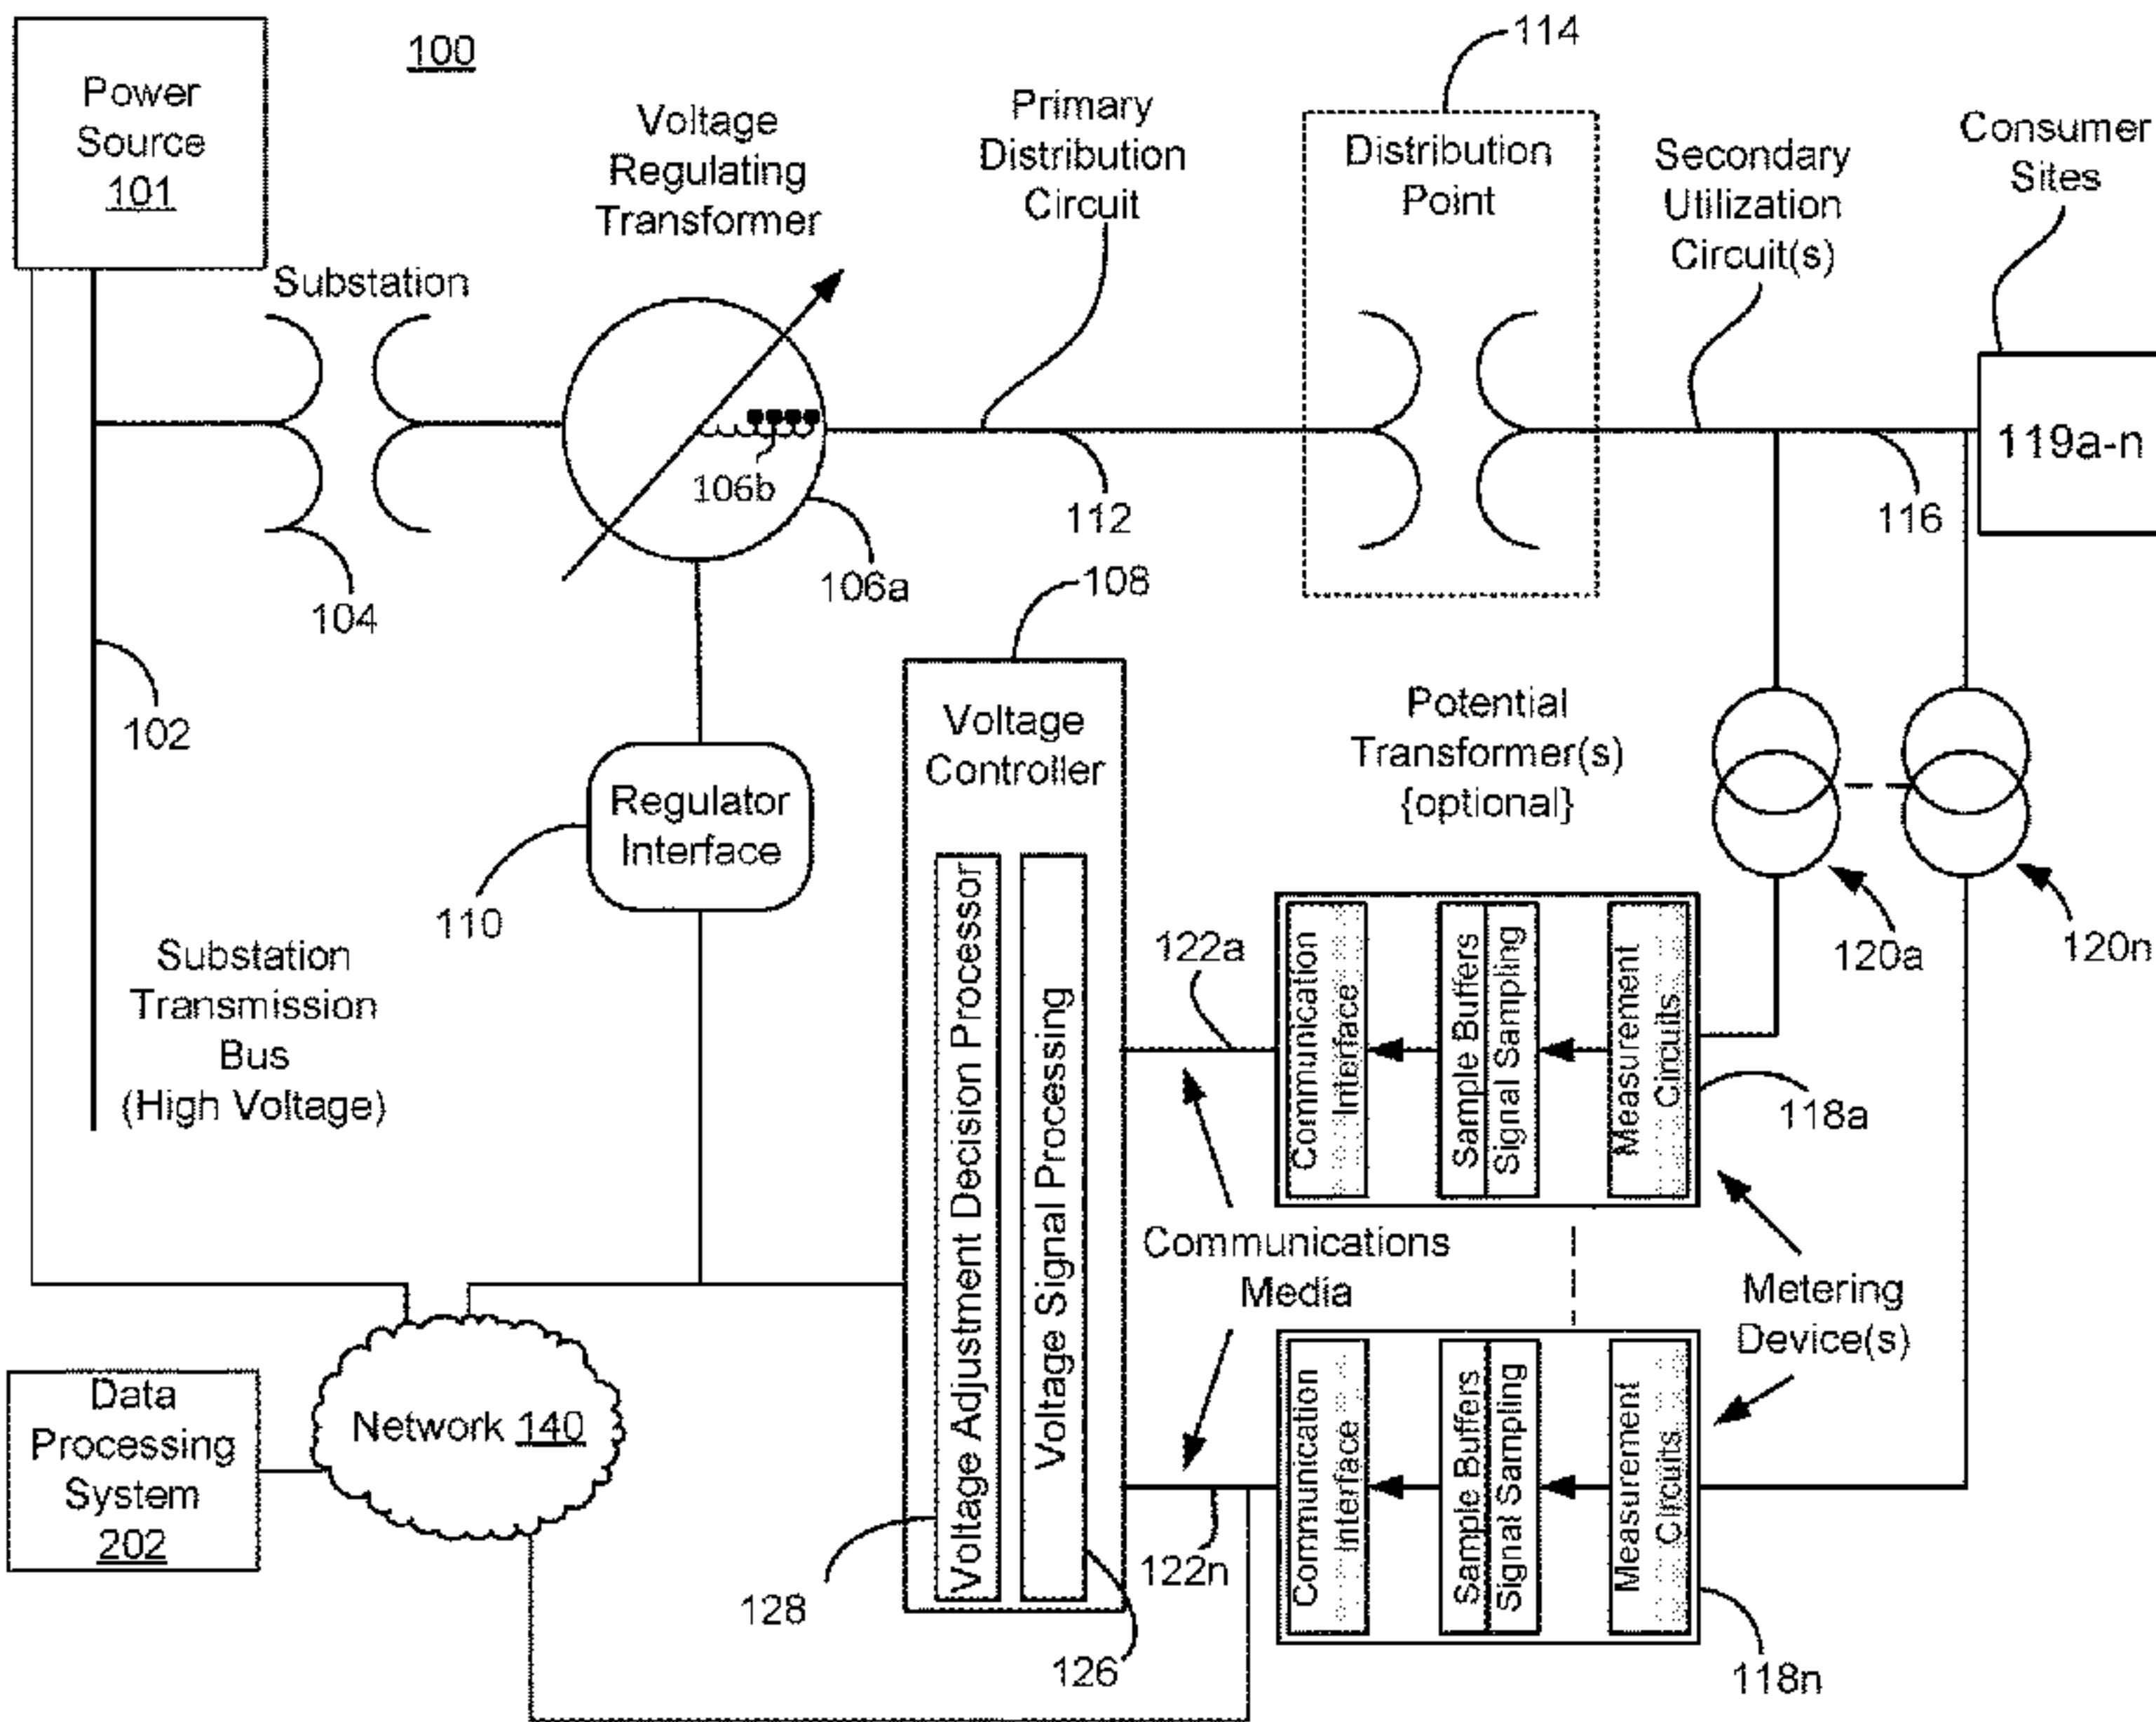 100
114
Power
Source
101
Voltage
Regulating
Transformer
Primary
Distribution
Circuit
Distribution
Point
Secondary
Utilization
Circuit(s)
Consumer
Sites
Substation
119a-n
106b
112
116
106a
104
108
102
Voltage
Controller
Potential
Transformer(s)
{optional}
Regulator
Interface
110
120a
120n
Substation
Transmission
Bus
(High Voltage)
Voltage Adjustment Decision Processor
Voltage Signal Processing
122a
Communication
Interface
Sample Buffers
Signal Sampling
Measurement
Circuits
118a
Communications
Media
Metering
Device(s)
Data
Processing
System
202
Network 140
Communication
Interface
Sample Buffers
Signal Sampling
Measurement
Circuits
128
122n
126
118n